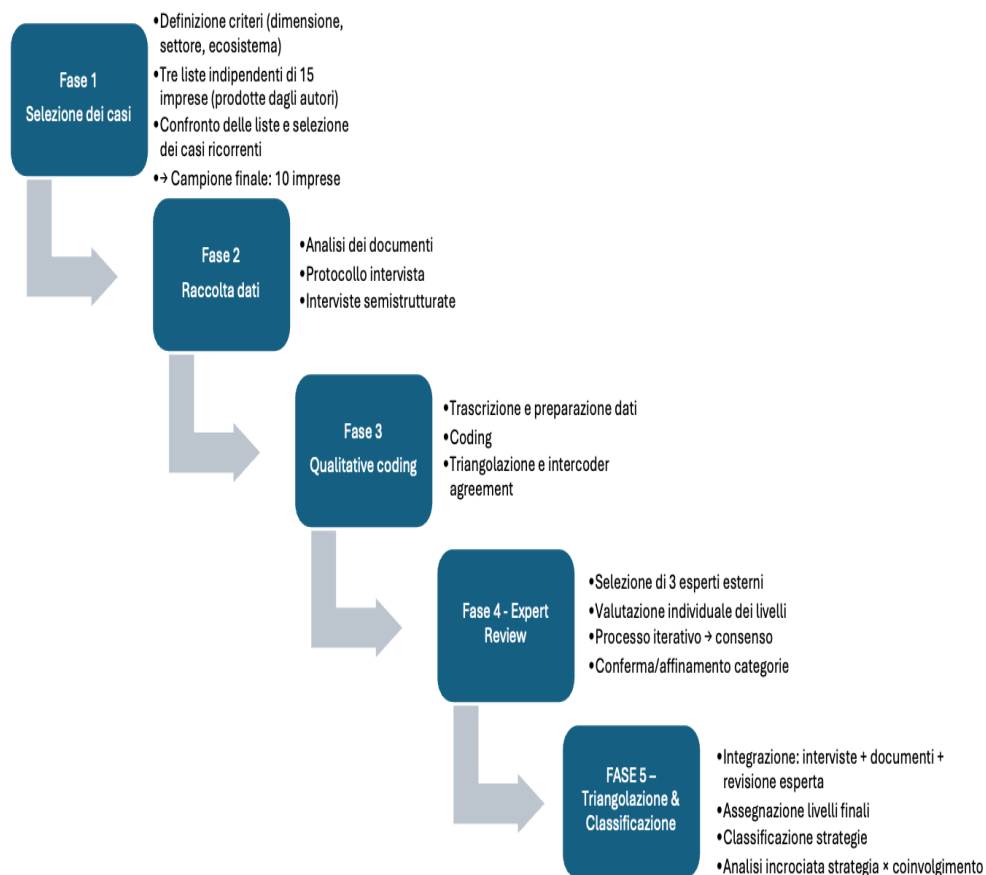 Fase 1
Selezione dei casi
•Definizione criteri (dimensione,
settore, ecosistema)
•Tre liste indipendenti di 15
imprese (prodotte dagli autori)
•Confronto delle liste e selezione
dei casi ricorrenti
•→ Campione finale: 10 imprese
Fase 2
Raccolta dati
•Analisi dei documenti
•Protocollo intervista
•Interviste semistrutturate
Fase 3
Qualitative coding
•Trascrizione e preparazione dati
•Coding
•Triangolazione e intercoder
agreement
Fase 4 - Expert
Review
•Selezione di 3 esperti esterni
•Valutazione individuale dei livelli
•Processo iterativo → consenso
•Conferma/affinamento categorie
FASE 5 –
Triangolazione &
Classificazione
•Integrazione: interviste + documenti +
revisione esperta
•Assegnazione livelli finali
•Classificazione strategie
•Analisi incrociata strategia × coinvolgimento